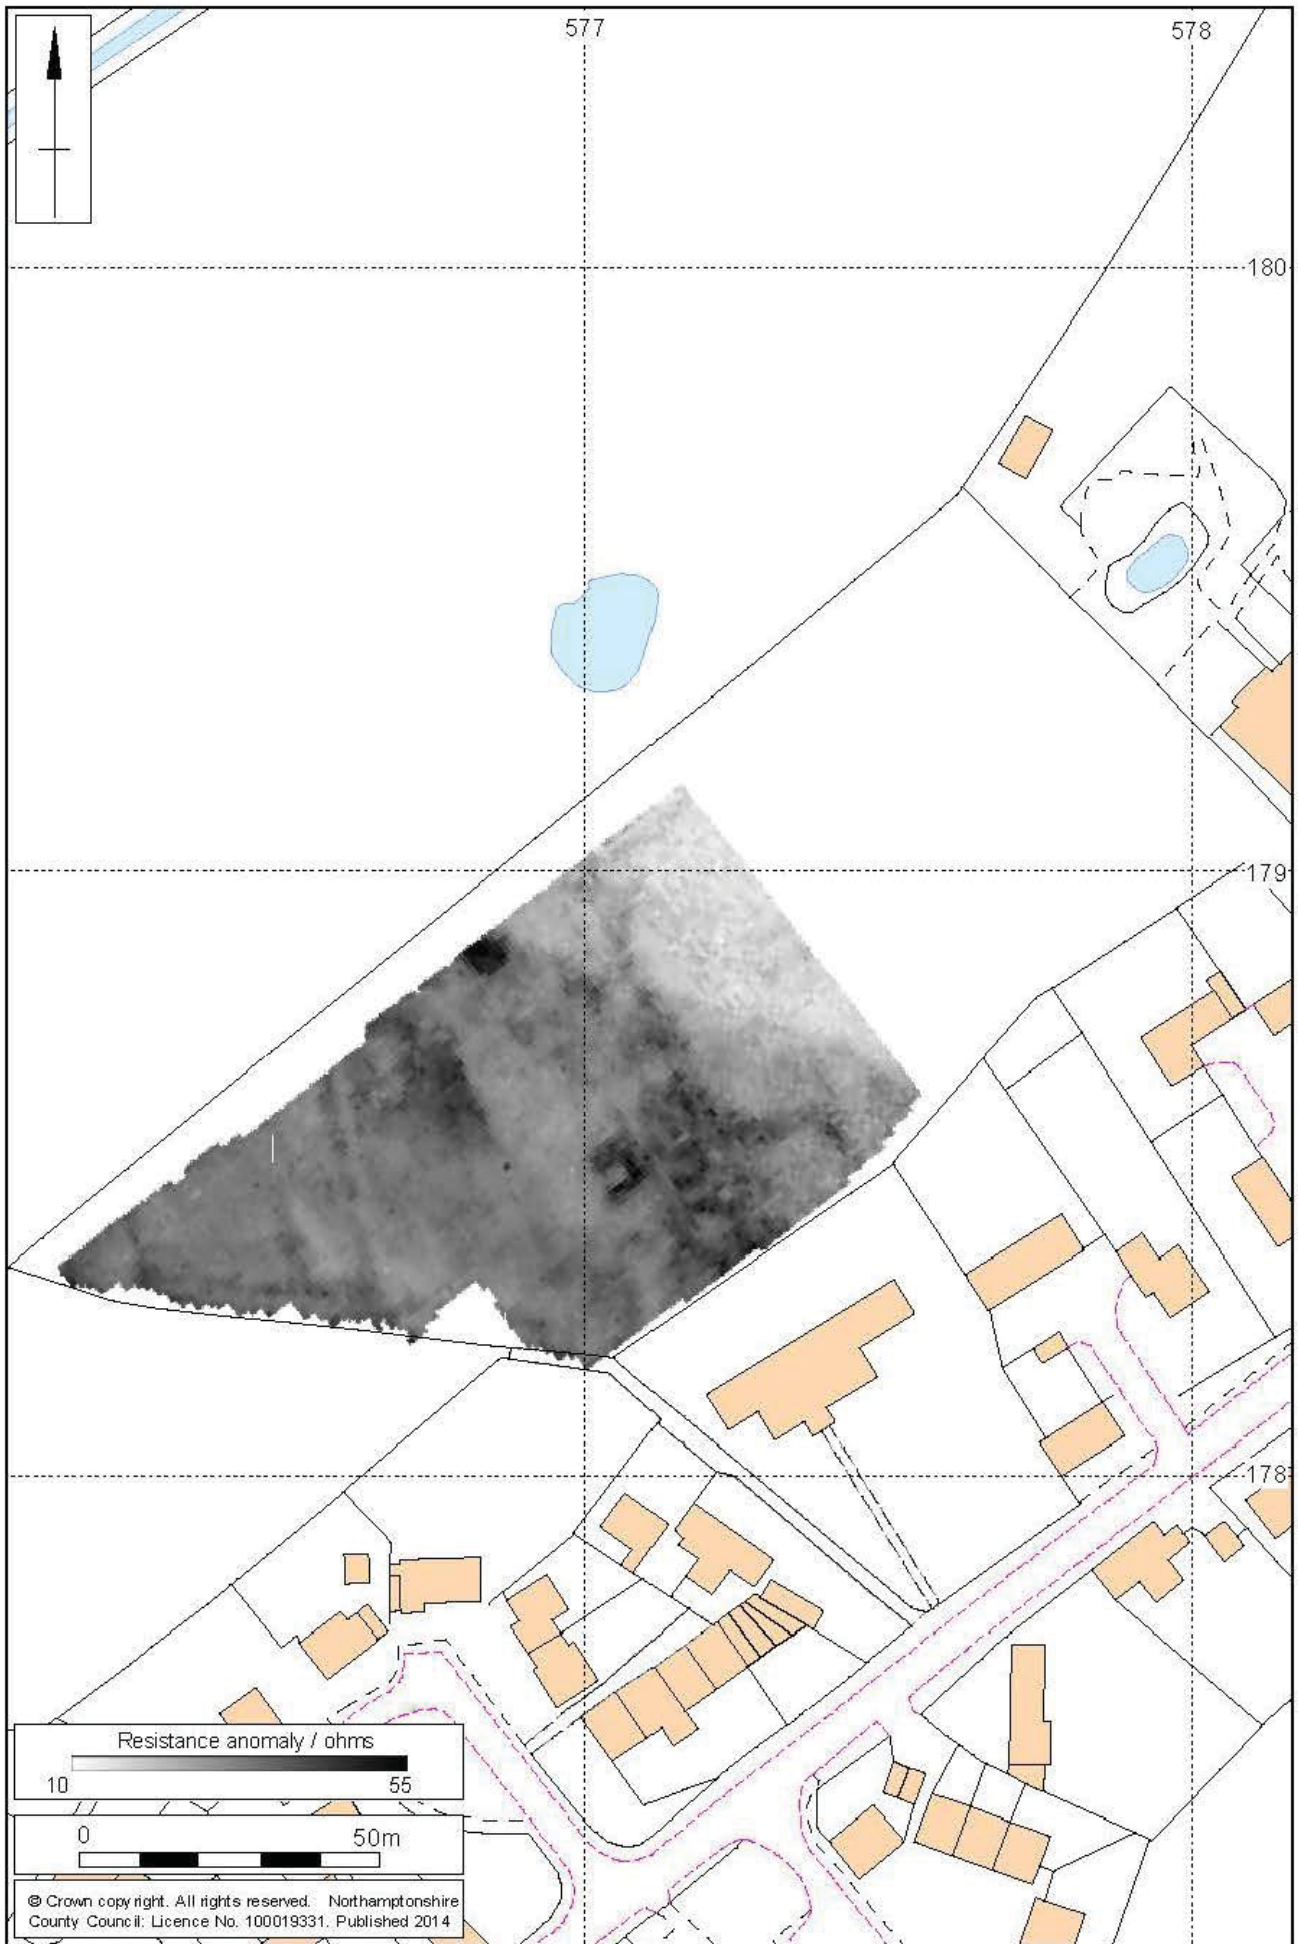 577
578
180
179
178
Resistance anomaly / ohms
10 55
0 50m
© Crown copyright. All rights reserved. Northamptonshire
County Council: Licence No. 100019331. Published 2014